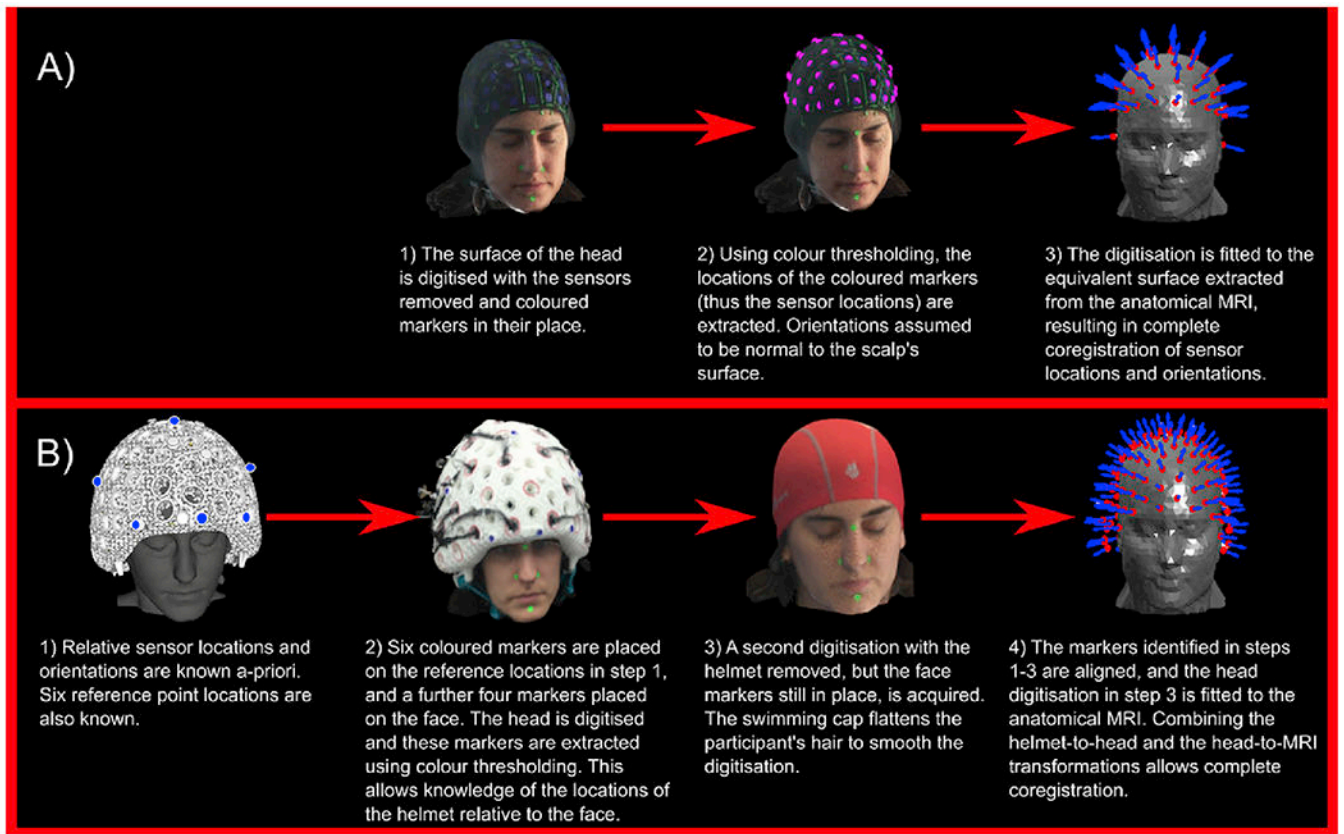 A)
1) The surface of the head
is digitised with the sensors
removed and coloured
markers in their place.
2) Using colour thresholding, the
locations of the coloured markers
(thus the sensor locations) are
extracted. Orientations assumed
to be normal to the scalp's
surface.
3) The digitisation is fitted to the
equivalent surface extracted
from the anatomical MRI,
resulting in complete
coregistration of sensor
locations and orientations.
B)
1) Relative sensor locations and
orientations are known a-priori.
Six reference point locations are
also known.
2) Six coloured markers are placed
on the reference locations in step 1,
and a further four markers placed
on the face. The head is digitised
and these markers are extracted
using colour thresholding. This
allows knowledge of the locations of
the helmet relative to the face.
3) A second digitisation with the
helmet removed, but the face
markers still in place, is acquired.
The swimming cap flattens the
participant's hair to smooth the
digitisation.
4) The markers identified in steps
1-3 are aligned, and the head
digitisation in step 3 is fitted to the
anatomical MRI. Combining the
helmet-to-head and the head-to-MRI
transformations allows complete
coregistration.